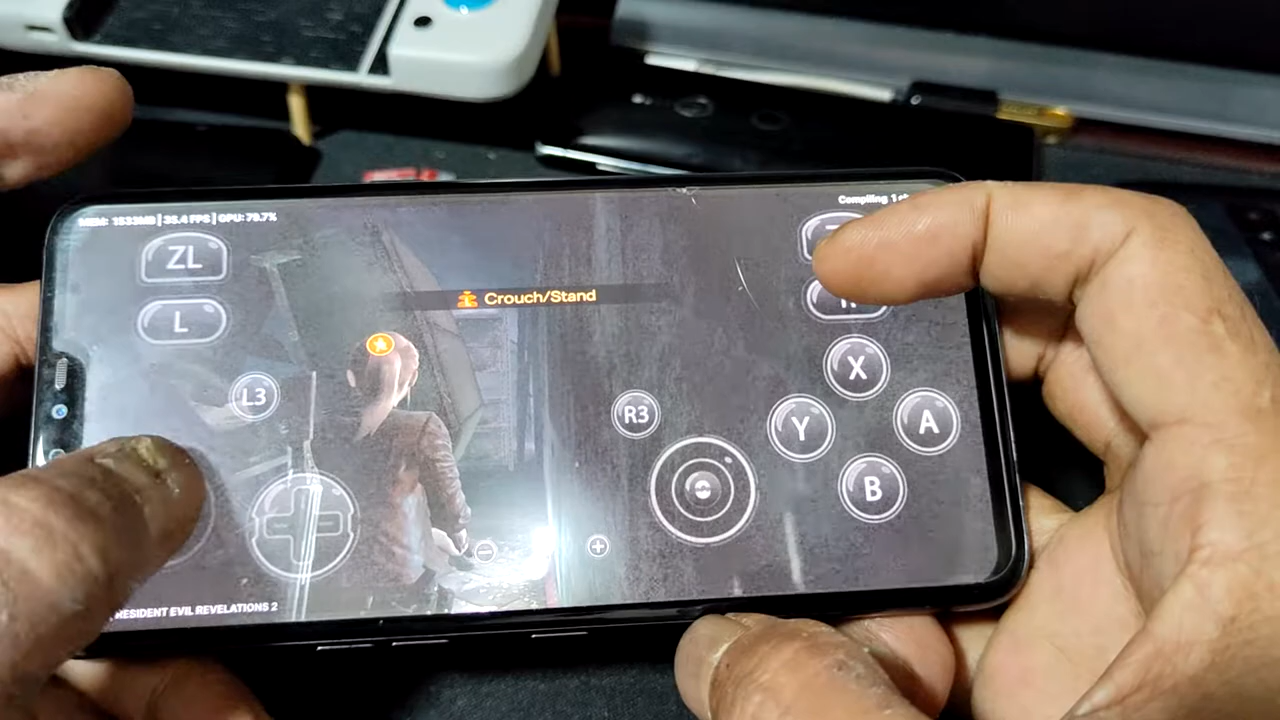 MEM: 1533MB | 35.4 FPS | GPU: 79.7%
Compiling
ZL
L
Crouch/Stand
L3
R3
X
Y
A
B
RESIDENT EVIL REVELATIONS 2